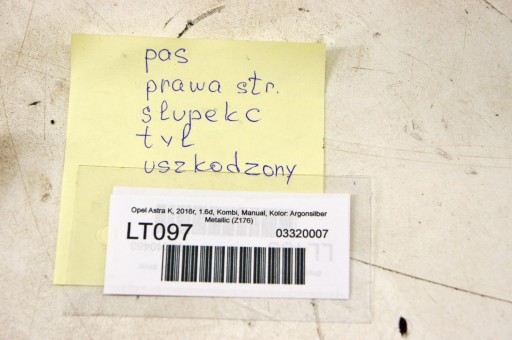 pas
prawa str.
słupek c
tył
uszkodzony
Opel Astra K, 2016r, 1.6d, Kombi, Manual, Kolor: Argonsilber
Metallic (Z176)
LT097
03320007